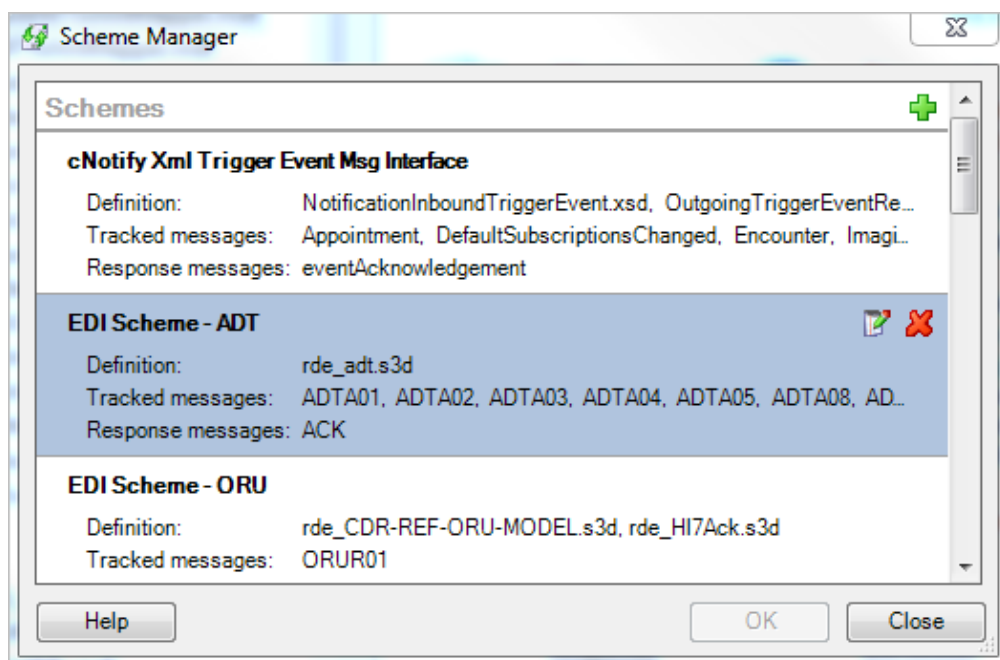 Scheme Manager
Schemes
cNotify Xml Trigger Event Msg Interface
Definition: NotificationInboundTriggerEvent.xsd, OutgoingTriggerEventRe...
Tracked messages: Appointment, DefaultSubscriptionsChanged, Encounter, Imagi...
Response messages: eventAcknowledgement
EDI Scheme - ADT
Definition: rde_adt.s3d
Tracked messages: ADTA01, ADTA02, ADTA03, ADTA04, ADTA05, ADTA08, AD...
Response messages: ACK
EDI Scheme - ORU
Definition: rde_CDR-REF-ORU-MODEL.s3d, rde_Hl7Ack.s3d
Tracked messages: ORUR01
Help OK Close